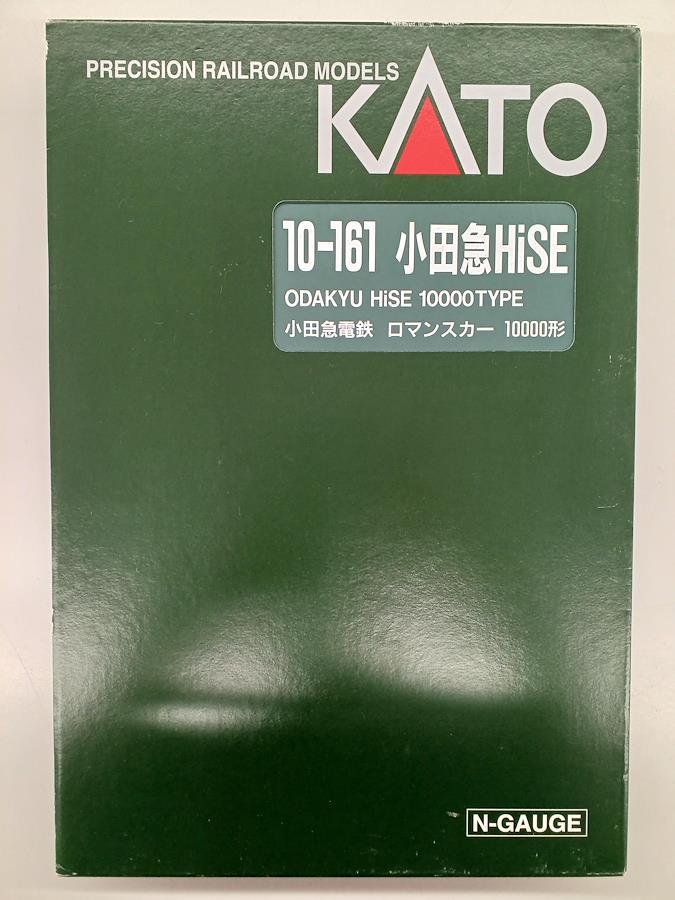 PRECISION RAILROAD MODELS
KATO
10-161 小田急HiSE
ODAKYU HiSE 10000TYPE
小田急電鉄 ロマンスカー 10000形
N-GAUGE